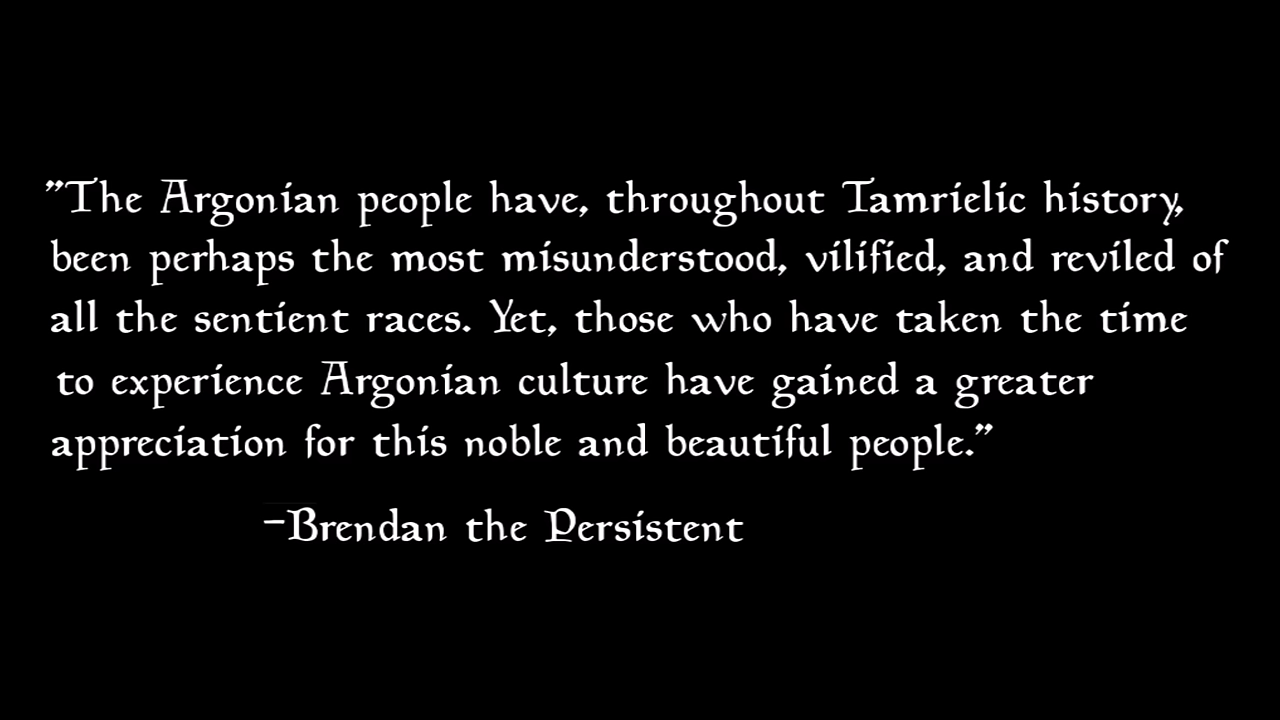 "The Argonian people have, throughout Tamrielic history,
been perhaps the most misunderstood, vilified, and reviled of
all the sentient races. Yet, those who have taken the time
to experience Argonian culture have gained a greater
appreciation for this noble and beautiful people."
-Brendan the Persistent